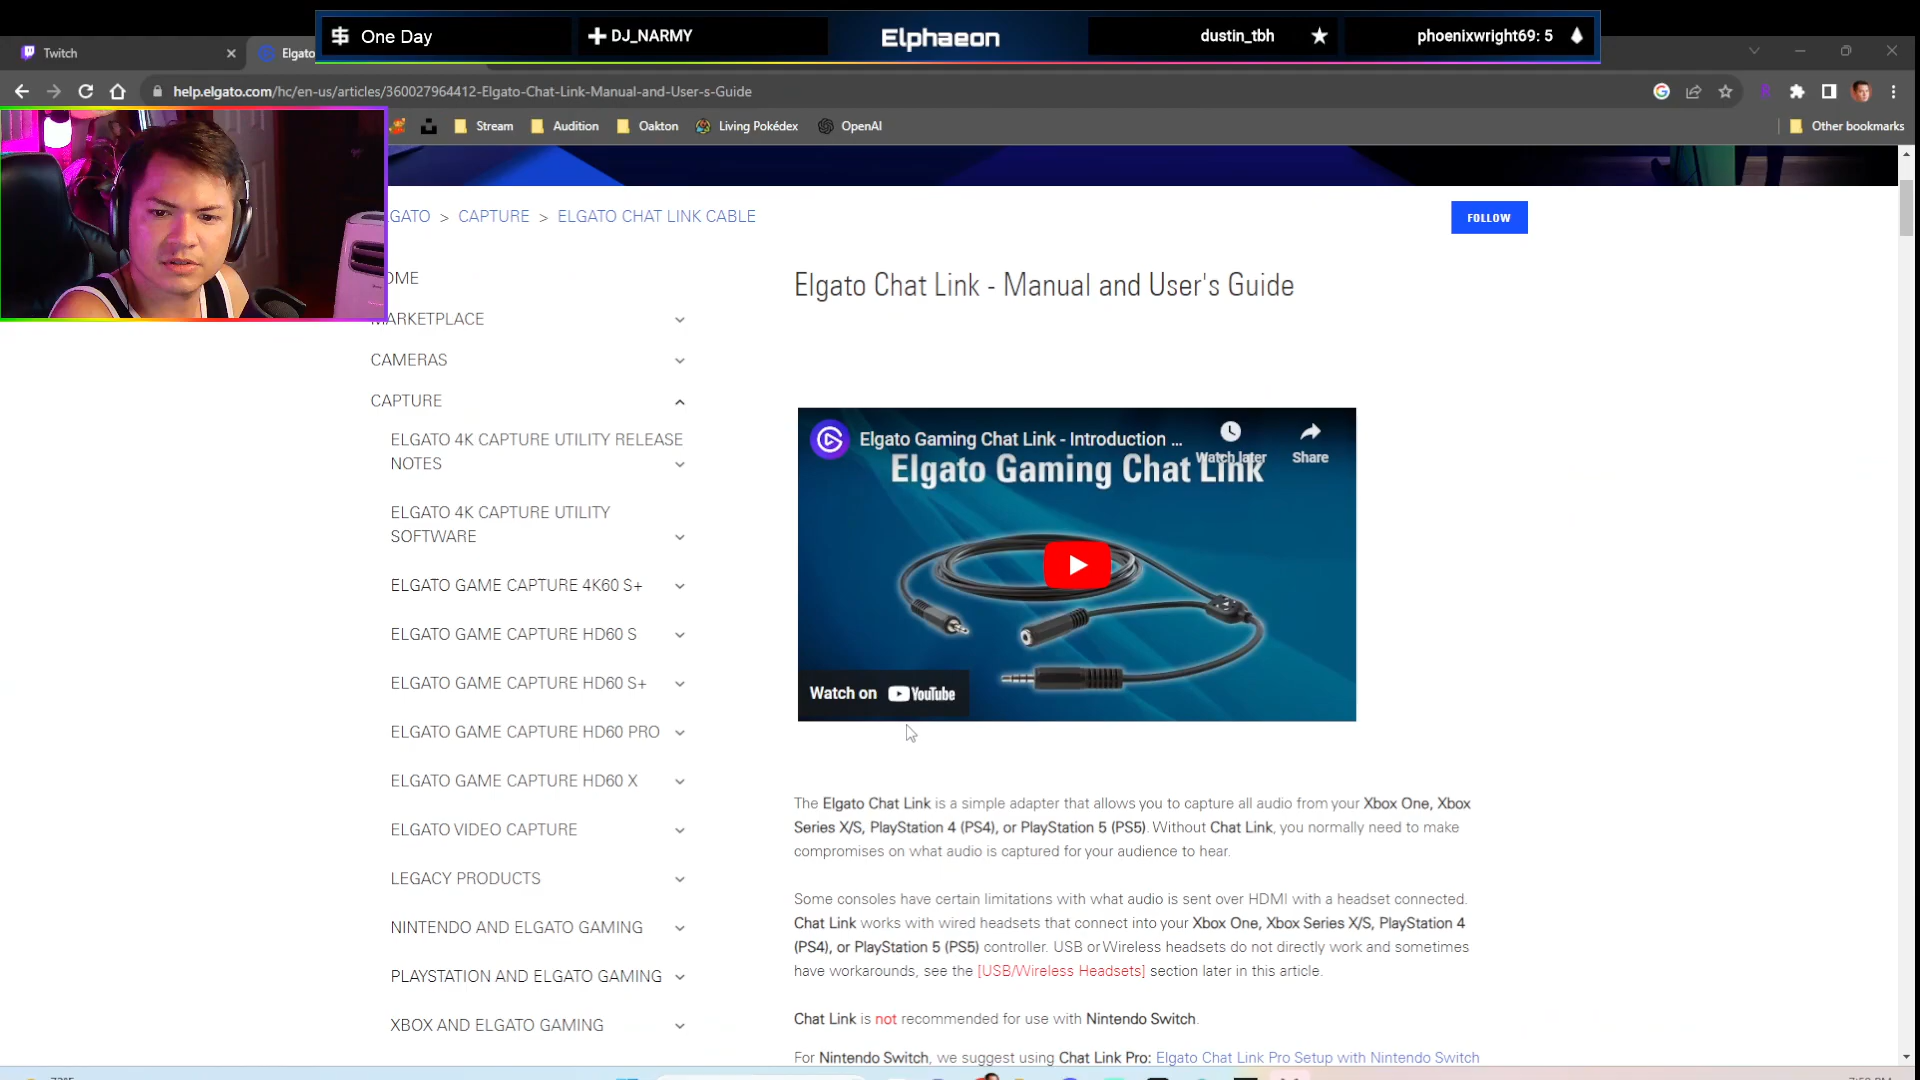 One Day
DJ_NARMY
Elphaeon
dustin_tbh
phoenixwright69: 5
Twitch
Elgato
help.elgato.com/hc/en-us/articles/360027964412-Elgato-Chat-Link-Manual-and-User-s-Guide
Stream
Audition
Oakton
Living Pokédex
OpenAI
Other bookmarks
GATO > CAPTURE > ELGATO CHAT LINK CABLE
FOLLOW
OME
MARKETPLACE
CAMERAS
CAPTURE
ELGATO 4K CAPTURE UTILITY RELEASE
NOTES
ELGATO 4K CAPTURE UTILITY
SOFTWARE
ELGATO GAME CAPTURE 4K60 S+
ELGATO GAME CAPTURE HD60 S
ELGATO GAME CAPTURE HD60 S+
ELGATO GAME CAPTURE HD60 PRO
ELGATO GAME CAPTURE HD60 X
ELGATO VIDEO CAPTURE
LEGACY PRODUCTS
NINTENDO AND ELGATO GAMING
PLAYSTATION AND ELGATO GAMING
XBOX AND ELGATO GAMING
Elgato Chat Link - Manual and User's Guide
Elgato Gaming Chat Link - Introduction ...
Watch later
Share
Elgato Gaming Chat Link
Watch on YouTube
The Elgato Chat Link is a simple adapter that allows you to capture all audio from your Xbox One, Xbox
Series X/S, PlayStation 4 (PS4), or PlayStation 5 (PS5). Without Chat Link, you normally need to make
compromises on what audio is captured for your audience to hear.
Some consoles have certain limitations with what audio is sent over HDMI with a headset connected.
Chat Link works with wired headsets that connect into your Xbox One, Xbox Series X/S, PlayStation 4
(PS4), or PlayStation 5 (PS5) controller. USB or Wireless headsets do not directly work and sometimes
have workarounds, see the [USB/Wireless Headsets] section later in this article.
Chat Link is not recommended for use with Nintendo Switch.
For Nintendo Switch, we suggest using Chat Link Pro: Elgato Chat Link Pro Setup with Nintendo Switch